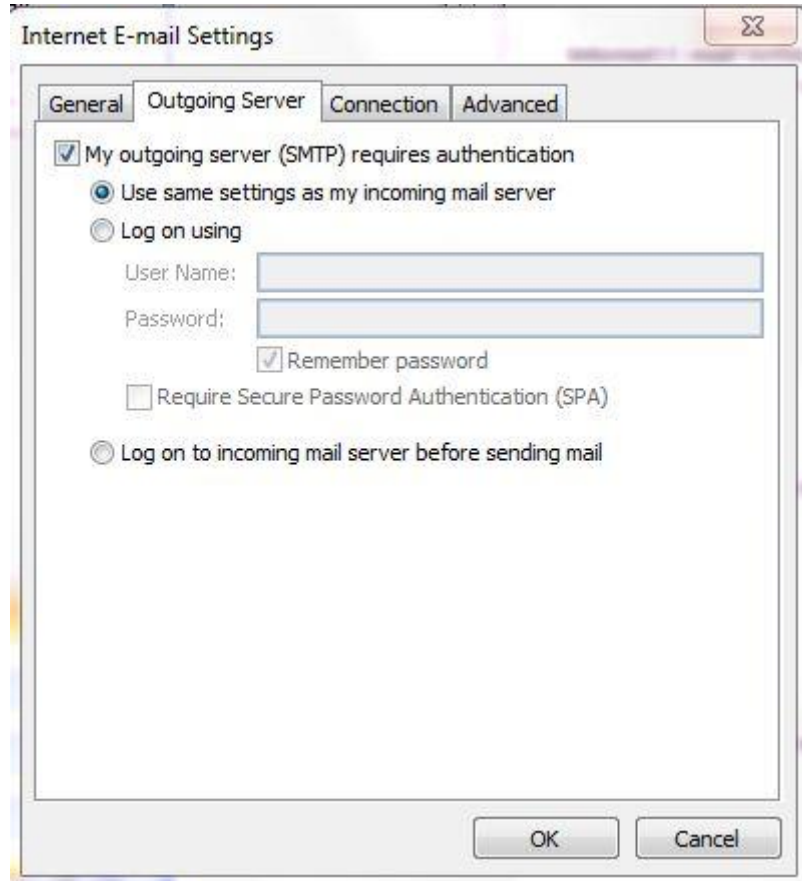 Internet E-mail Settings
General Outgoing Server Connection Advanced
My outgoing server (SMTP) requires authentication
Use same settings as my incoming mail server
Log on using
User Name:
Password:
Remember password
Require Secure Password Authentication (SPA)
Log on to incoming mail server before sending mail
OK Cancel